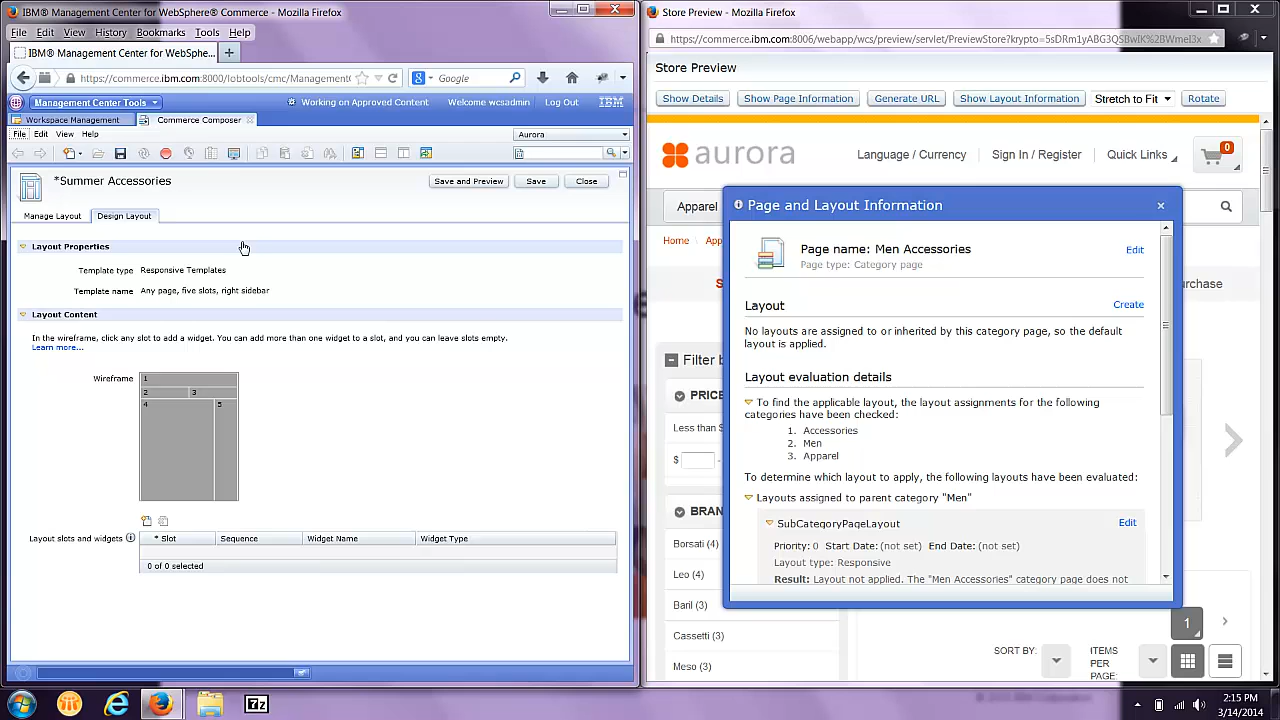 IBM® Management Center for WebSphere® Commerce - Mozilla Firefox
File Edit View History Bookmarks Tools Help
IBM® Management Center for WebSphe...
https://commerce.ibm.com:8000/lobtools/cmc/Management
Google
Management Center Tools
Working on Approved Content
Welcome wcsadmin
Log Out
IBM
Workspace Management
Commerce Composer
File Edit View Help
Aurora
*Summer Accessories
Save and Preview
Save
Close
Manage Layout
Design Layout
Layout Properties
Template type Responsive Templates
Template name Any page, five slots, right sidebar
Layout Content
In the wireframe, click any slot to add a widget. You can add more than one widget to a slot, and you can leave slots empty.
Learn more...
Wireframe
1
2 3
4 5
Layout slots and widgets
* Slot Sequence Widget Name Widget Type
0 of 0 selected
Store Preview - Mozilla Firefox
Store Preview
Show Details
Show Page Information
Generate URL
Show Layout Information
Stretch to Fit
Rotate
aurora
Language / Currency
Sign In / Register
Quick Links
0
Apparel
Home App
S
urchase
Filter b
PRICE
Less than $
$ -
BRAN
Borsati (4)
Leo (4)
Baril (3)
Cassetti (3)
Meso (3)
Page and Layout Information
×
Page name: Men Accessories
Edit
Page type: Category page
Layout
Create
No layouts are assigned to or inherited by this category page, so the default
layout is applied.
Layout evaluation details
To find the applicable layout, the layout assignments for the following
categories have been checked:
1. Accessories
2. Men
3. Apparel
To determine which layout to apply, the following layouts have been evaluated:
Layouts assigned to parent category "Men"
SubCategoryPageLayout
Edit
Priority: 0 Start Date: (not set) End Date: (not set)
Layout type: Responsive
Result: Layout not applied. The "Men Accessories" category page does not
1
SORT BY:
ITEMS
PER
PAGE:
7z
2:15 PM
3/14/2014